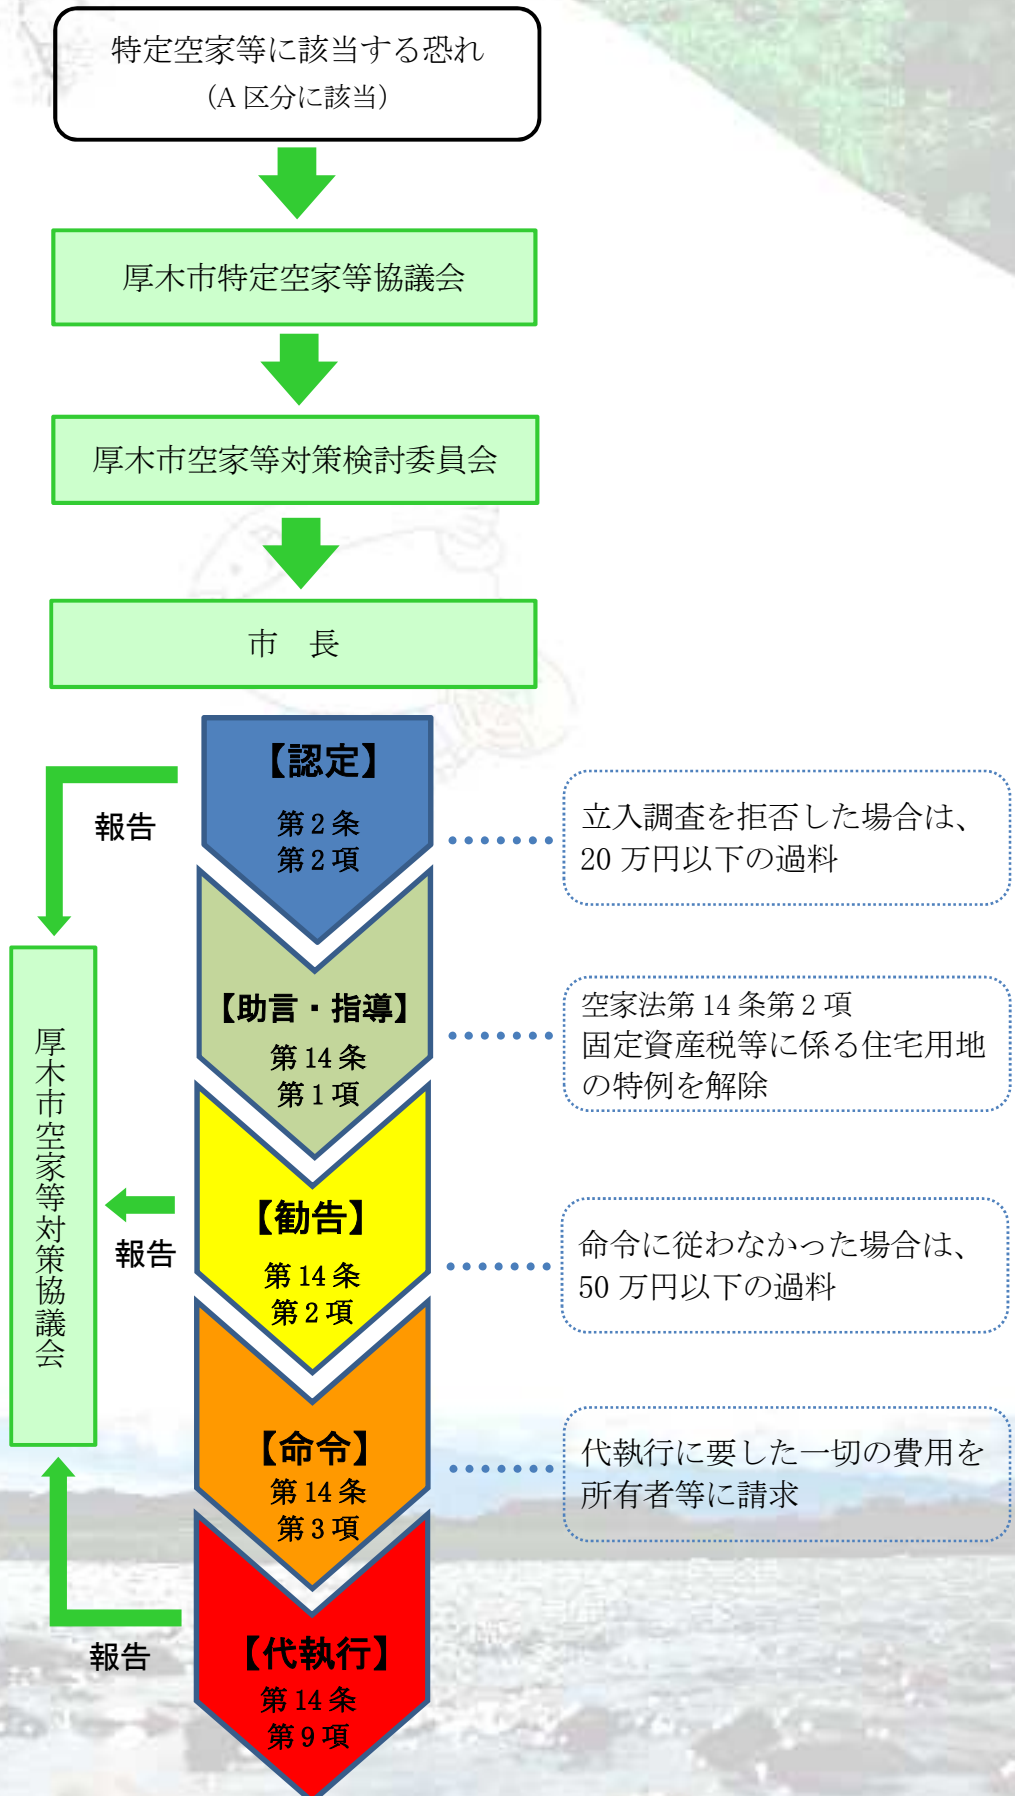 特定空家等に該当する恐れ
(A 区分に該当)
厚木市特定空家等協議会
厚木市空家等対策検討委員会
市　長
【認定】
第 2 条
第 2 項
報告
立入調査を拒否した場合は、
20 万円以下の過料
【助言・指導】
第 14 条
第 1 項
空家法第 14 条第 2 項
固定資産税等に係る住宅用地
の特例を解除
厚木市空家等対策協議会
【勧告】
第 14 条
第 2 項
報告
命令に従わなかった場合は、
50 万円以下の過料
【命令】
第 14 条
第 3 項
代執行に要した一切の費用を
所有者等に請求
報告
【代執行】
第 14 条
第 9 項